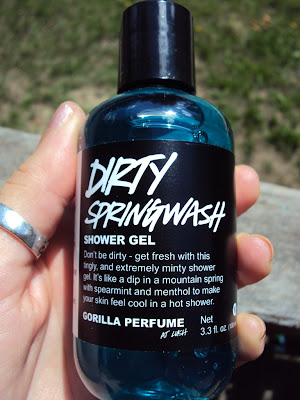 DIRTY
SPRINGWASH
SHOWER GEL
Don't be dirty - get fresh with this
tingly, and extremely minty shower
gel. It's like a dip in a mountain spring
with spearmint and menthol to make
your skin feel cool in a hot shower.
GORILLA PERFUME
AT LUSH
Net
3.3 fl. oz.